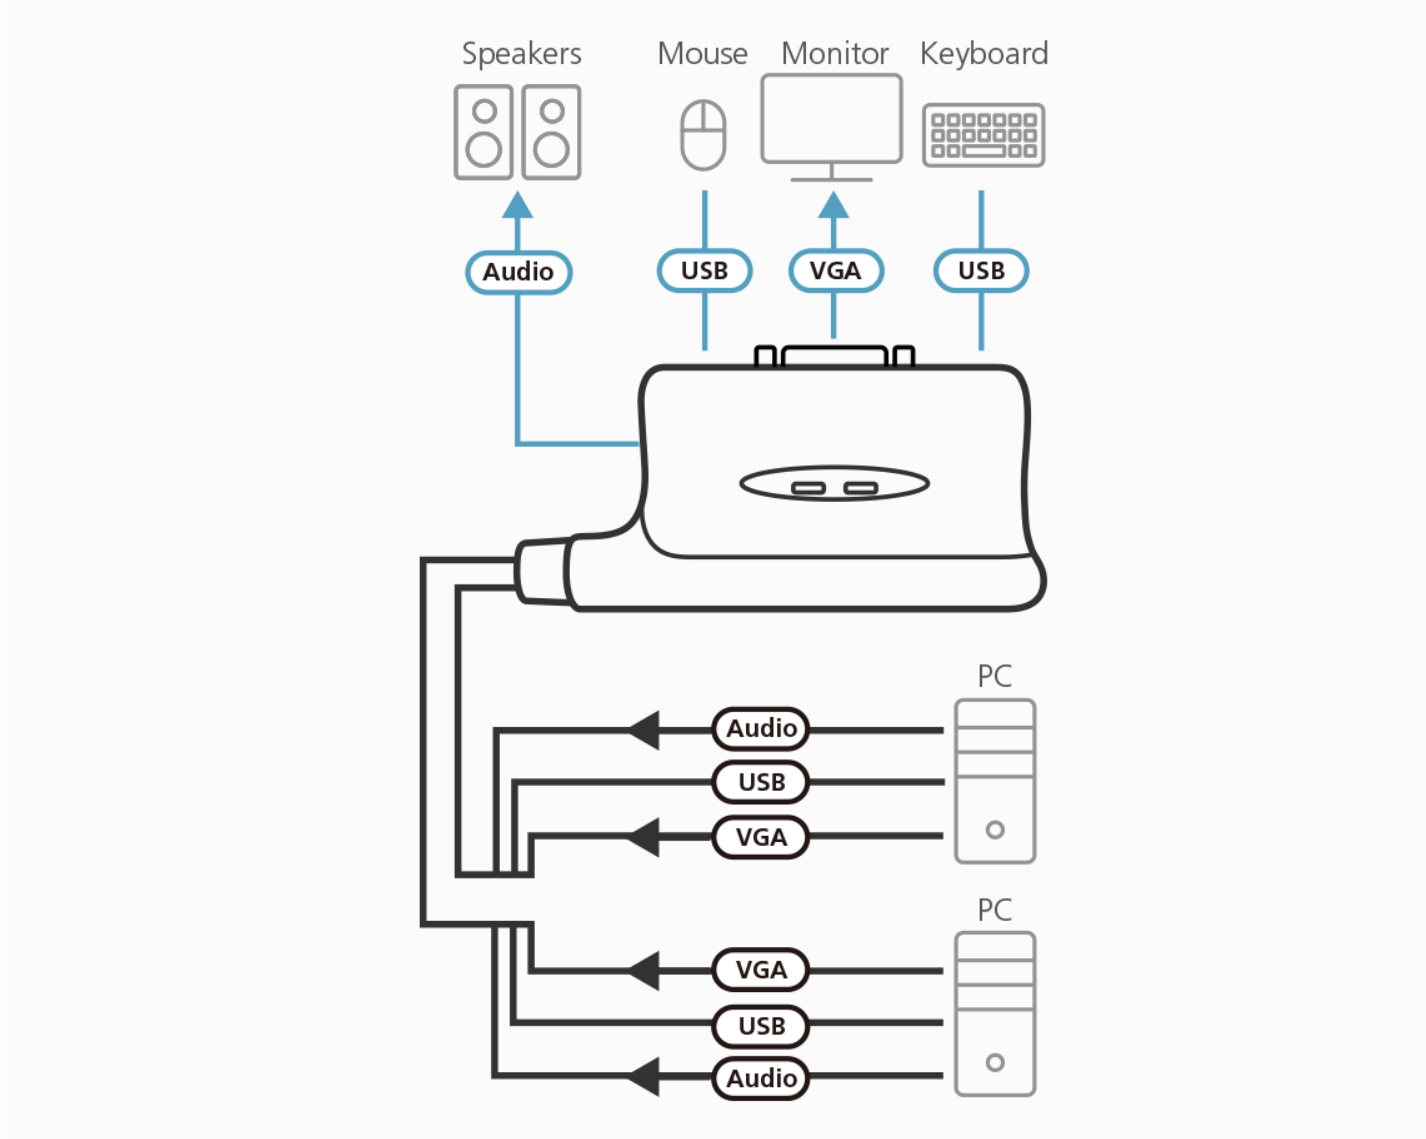 Speakers
Mouse
Monitor
Keyboard
Audio
USB
VGA
USB
PC
Audio
USB
VGA
PC
VGA
USB
Audio